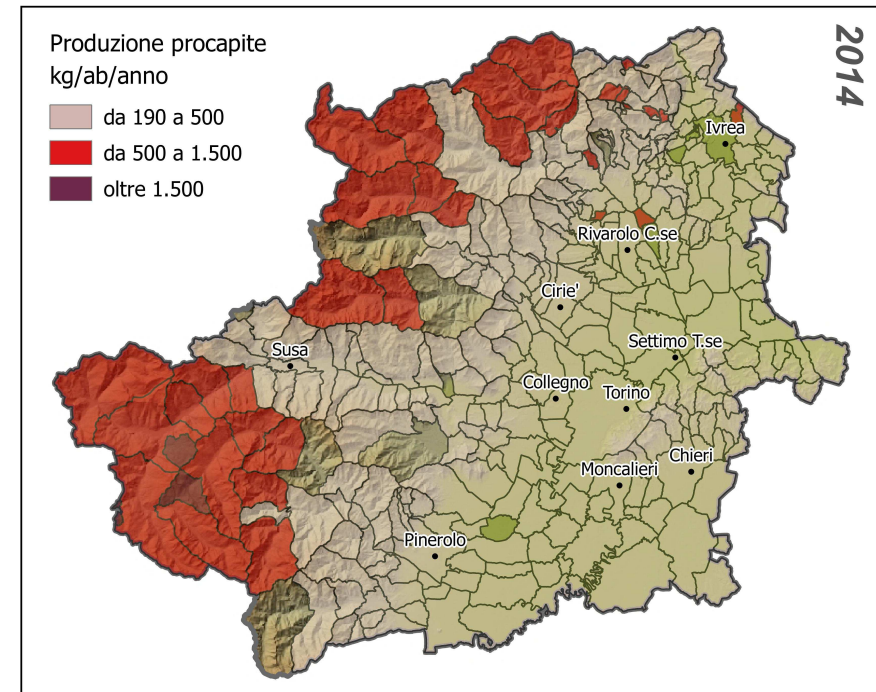 Produzione procapite
kg/ab/anno
da 190 a 500
da 500 a 1.500
oltre 1.500
2014
Ivrea
Rivarolo C.se
Cirie'
Susa
Settimo T.se
Collegno
Torino
Chieri
Moncalieri
Pinerolo